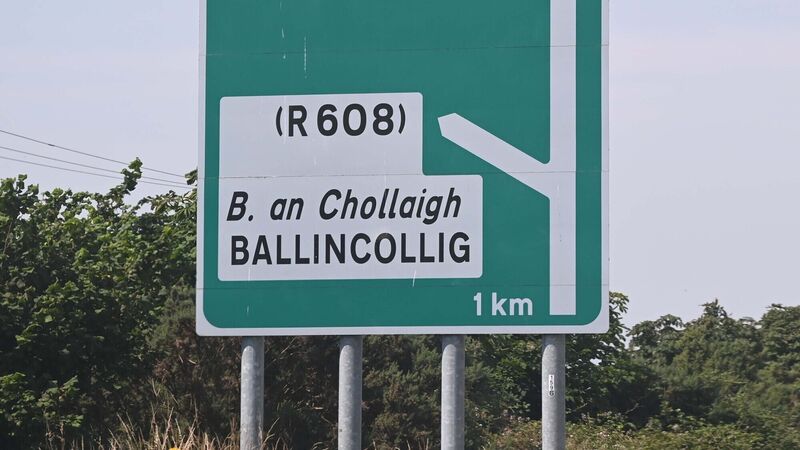 (R608)
B. an Chollaigh
BALLINCOLLIG
1 km